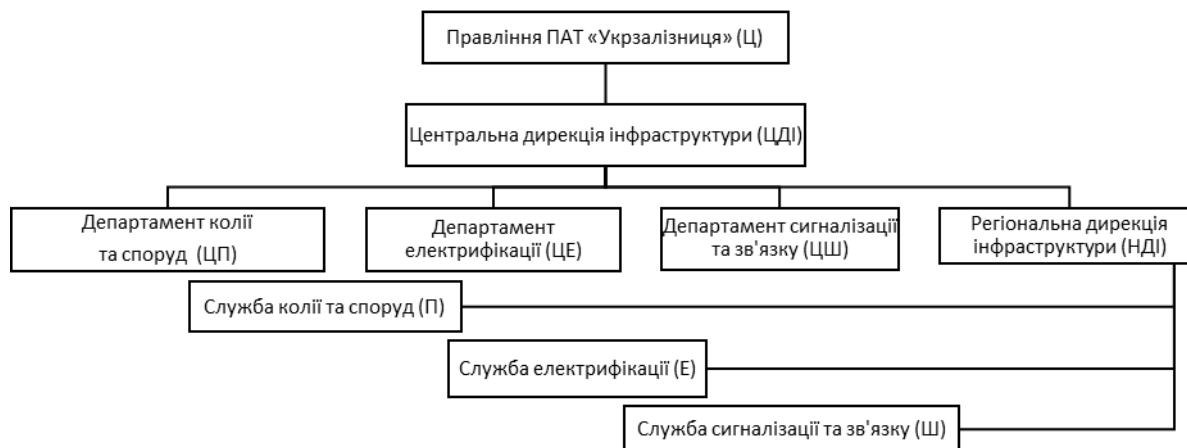 Правління ПАТ «Укрзалізниця» (Ц)
Центральна дирекція інфраструктури (ЦДІ)
Департамент колії
та споруд (ЦП)
Департамент
електрифікації (ЦЕ)
Департамент сигналізації
та зв'язку (ЦШ)
Регіональна дирекція
інфраструктури (НДІ)
Служба колії та споруд (П)
Служба електрифікації (Е)
Служба сигналізації та зв'язку (Ш)